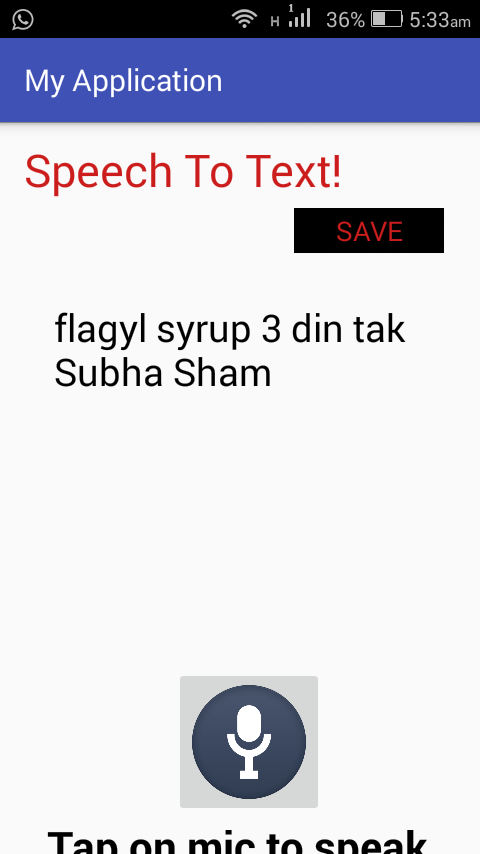 H 1 36% 5:33am
My Application
Speech To Text!
SAVE
flagyl syrup 3 din tak
Subha Sham
Tap on mic to speak